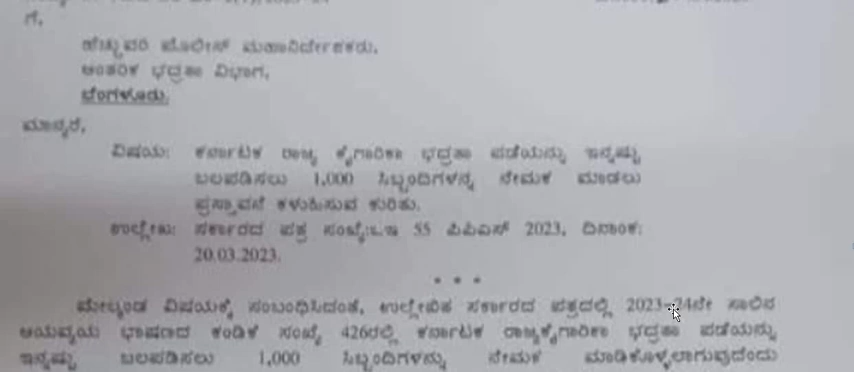 ಗೆ,
ಹೆಚ್ಚುವರಿ ಪೊಲೀಸ್ ಮಹಾನಿರ್ದೇಶಕರು,
ಆಂತರಿಕ ಭದ್ರತಾ ವಿಭಾಗ,
ಬೆಂಗಳೂರು.
ಮಾನ್ಯರೆ,
ವಿಷಯ: ಕರ್ನಾಟಕ ರಾಜ್ಯ ಕೈಗಾರಿಕಾ ಭದ್ರತಾ ಪಡೆಯನ್ನು ಇನ್ನಷ್ಟು
ಬಲಪಡಿಸಲು 1,000 ಸಿಬ್ಬಂದಿಗಳನ್ನು ನೇಮಕ ಮಾಡಲು
ಪ್ರಸ್ತಾವನೆ ಕಳುಹಿಸುವ ಕುರಿತು.
ಉಲ್ಲೇಖ: ಸರ್ಕಾರದ ಪತ್ರ ಸಂಖ್ಯೆ:ಒಇ 55 ಪಿಪಿಎಸ್ 2023, ದಿನಾಂಕ:
20.03.2023.
* * *
ಮೇಲ್ಕಂಡ ವಿಷಯಕ್ಕೆ ಸಂಬಂಧಿಸಿದಂತೆ, ಉಲ್ಲೇಖಿತ ಸರ್ಕಾರದ ಪತ್ರದಲ್ಲಿ 2023-24ನೇ ಸಾಲಿನ
ಆಯವ್ಯಯ ಭಾಷಣದ ಕಂಡಿಕೆ ಸಂಖ್ಯೆ 426ರಲ್ಲಿ ಕರ್ನಾಟಕ ರಾಜ್ಯಕೈಗಾರಿಕಾ ಭದ್ರತಾ ಪಡೆಯನ್ನು
ಇನ್ನಷ್ಟು ಬಲಪಡಿಸಲು 1,000 ಸಿಬ್ಬಂದಿಗಳನ್ನು ನೇಮಕ ಮಾಡಿಕೊಳ್ಳಲಾಗುವುದೆಂದು